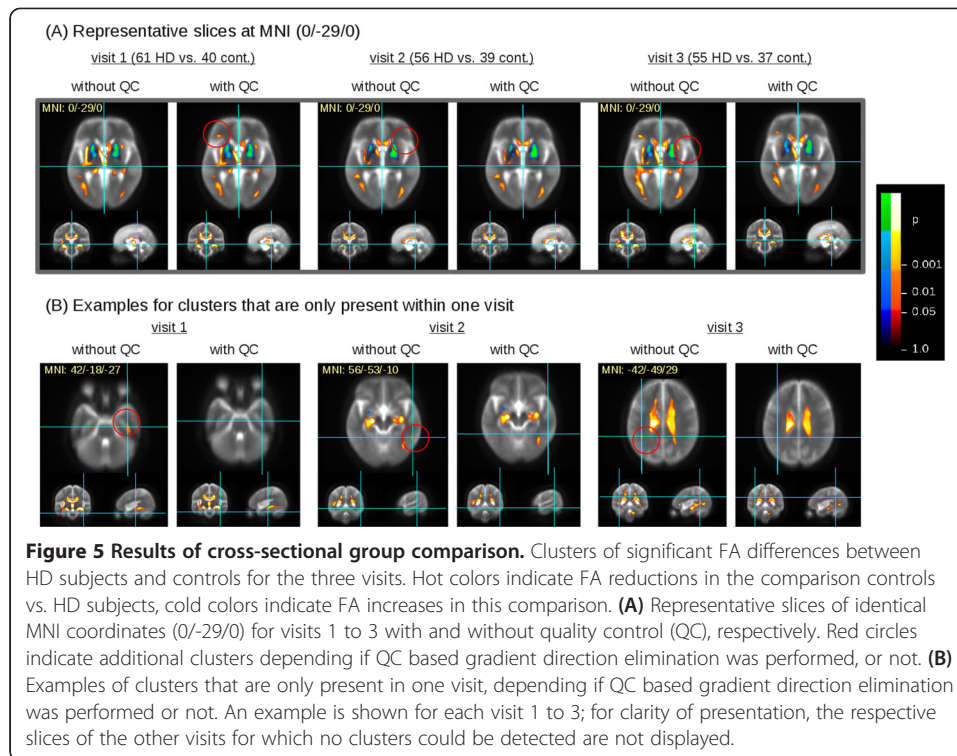 (A) Representative slices at MNI (0/-29/0)
visit 1 (61 HD vs. 40 cont.) visit 2 (56 HD vs. 39 cont.) visit 3 (55 HD vs. 37 cont.)
without QC with QC without QC with QC without QC with QC
MNI: 0/-29/0 MNI: 0/-29/0 MNI: 0/-29/0
p
0.001
0.01
0.05
1.0
(B) Examples for clusters that are only present within one visit
visit 1 visit 2 visit 3
without QC with QC without QC with QC without QC with QC
MNI: 42/-18/-27 MNI: 56/-53/-10 MNI: -42/-49/29
Figure 5 Results of cross-sectional group comparison. Clusters of significant FA differences between
HD subjects and controls for the three visits. Hot colors indicate FA reductions in the comparison controls
vs. HD subjects, cold colors indicate FA increases in this comparison. (A) Representative slices of identical
MNI coordinates (0/-29/0) for visits 1 to 3 with and without quality control (QC), respectively. Red circles
indicate additional clusters depending if QC based gradient direction elimination was performed, or not. (B)
Examples of clusters that are only present in one visit, depending if QC based gradient direction elimination
was performed or not. An example is shown for each visit 1 to 3; for clarity of presentation, the respective
slices of the other visits for which no clusters could be detected are not displayed.